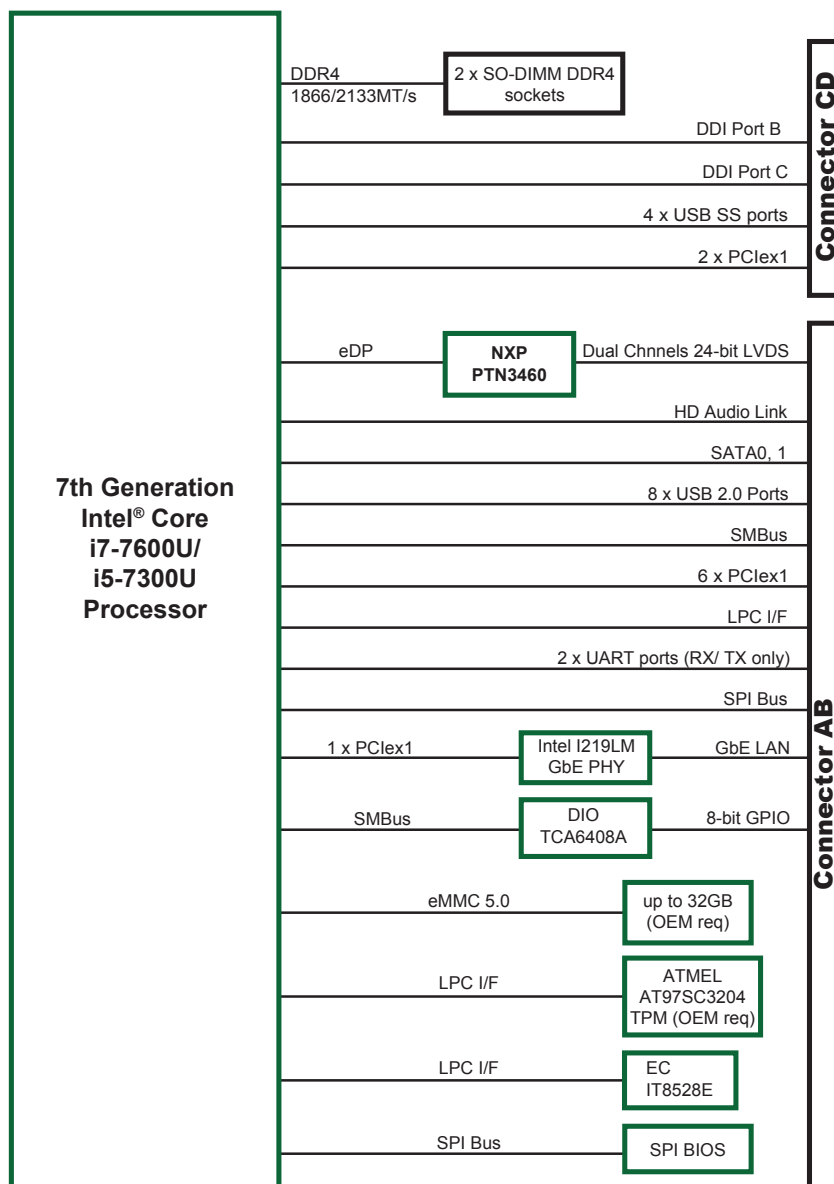 7th Generation
Intel® Core
i7-7600U/
i5-7300U
Processor
DDR4
1866/2133MT/s
2 x SO-DIMM DDR4
sockets
DDI Port B
DDI Port C
4 x USB SS ports
2 x PCIex1
Connector CD
eDP
NXP
PTN3460
Dual Chnnels 24-bit LVDS
HD Audio Link
SATA0, 1
8 x USB 2.0 Ports
SMBus
6 x PCIex1
LPC I/F
2 x UART ports (RX/ TX only)
SPI Bus
1 x PCIex1
Intel I219LM
GbE PHY
GbE LAN
SMBus
DIO
TCA6408A
8-bit GPIO
Connector AB
eMMC 5.0
up to 32GB
(OEM req)
LPC I/F
ATMEL
AT97SC3204
TPM (OEM req)
LPC I/F
EC
IT8528E
SPI Bus
SPI BIOS